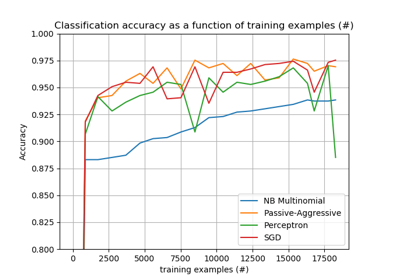 Classification accuracy as a function of training examples (#)
1.000
0.975
0.950
0.925
0.900
0.875
0.850
0.825
0.800
Accuracy
0
2500
5000
7500
10000
12500
15000
17500
training examples (#)
NB Multinomial
Passive-Aggressive
Perceptron
SGD